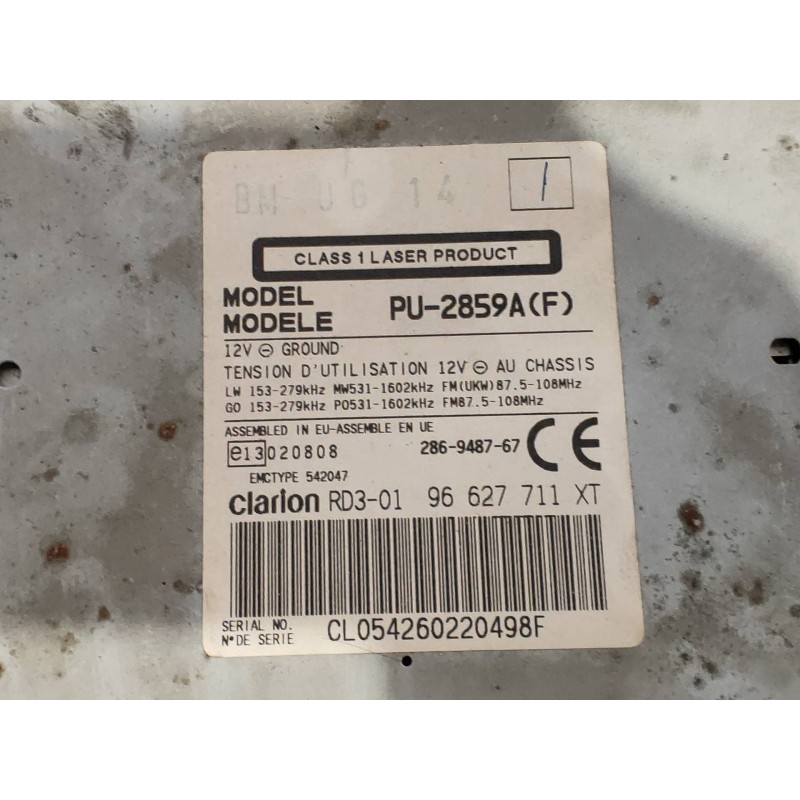 BM 06 14 1
CLASS 1 LASER PRODUCT
MODEL
MODELE PU-2859A(F)
12V ⊖ GROUND
TENSION D'UTILISATION 12V ⊖ AU CHASSIS
LW 153-279kHz MW531-1602kHz FM(UKW)87.5-108MHz
GO 153-279kHz PO531-1602kHz FM87.5-108MHz
ASSEMBLED IN EU-ASSEMBLE EN UE
e13 020808 286-9487-67 CE
EMCTYPE 542047
clarion RD3-01 96 627 711 XT
SERIAL NO.
N° DE SERIE CL054260220498F